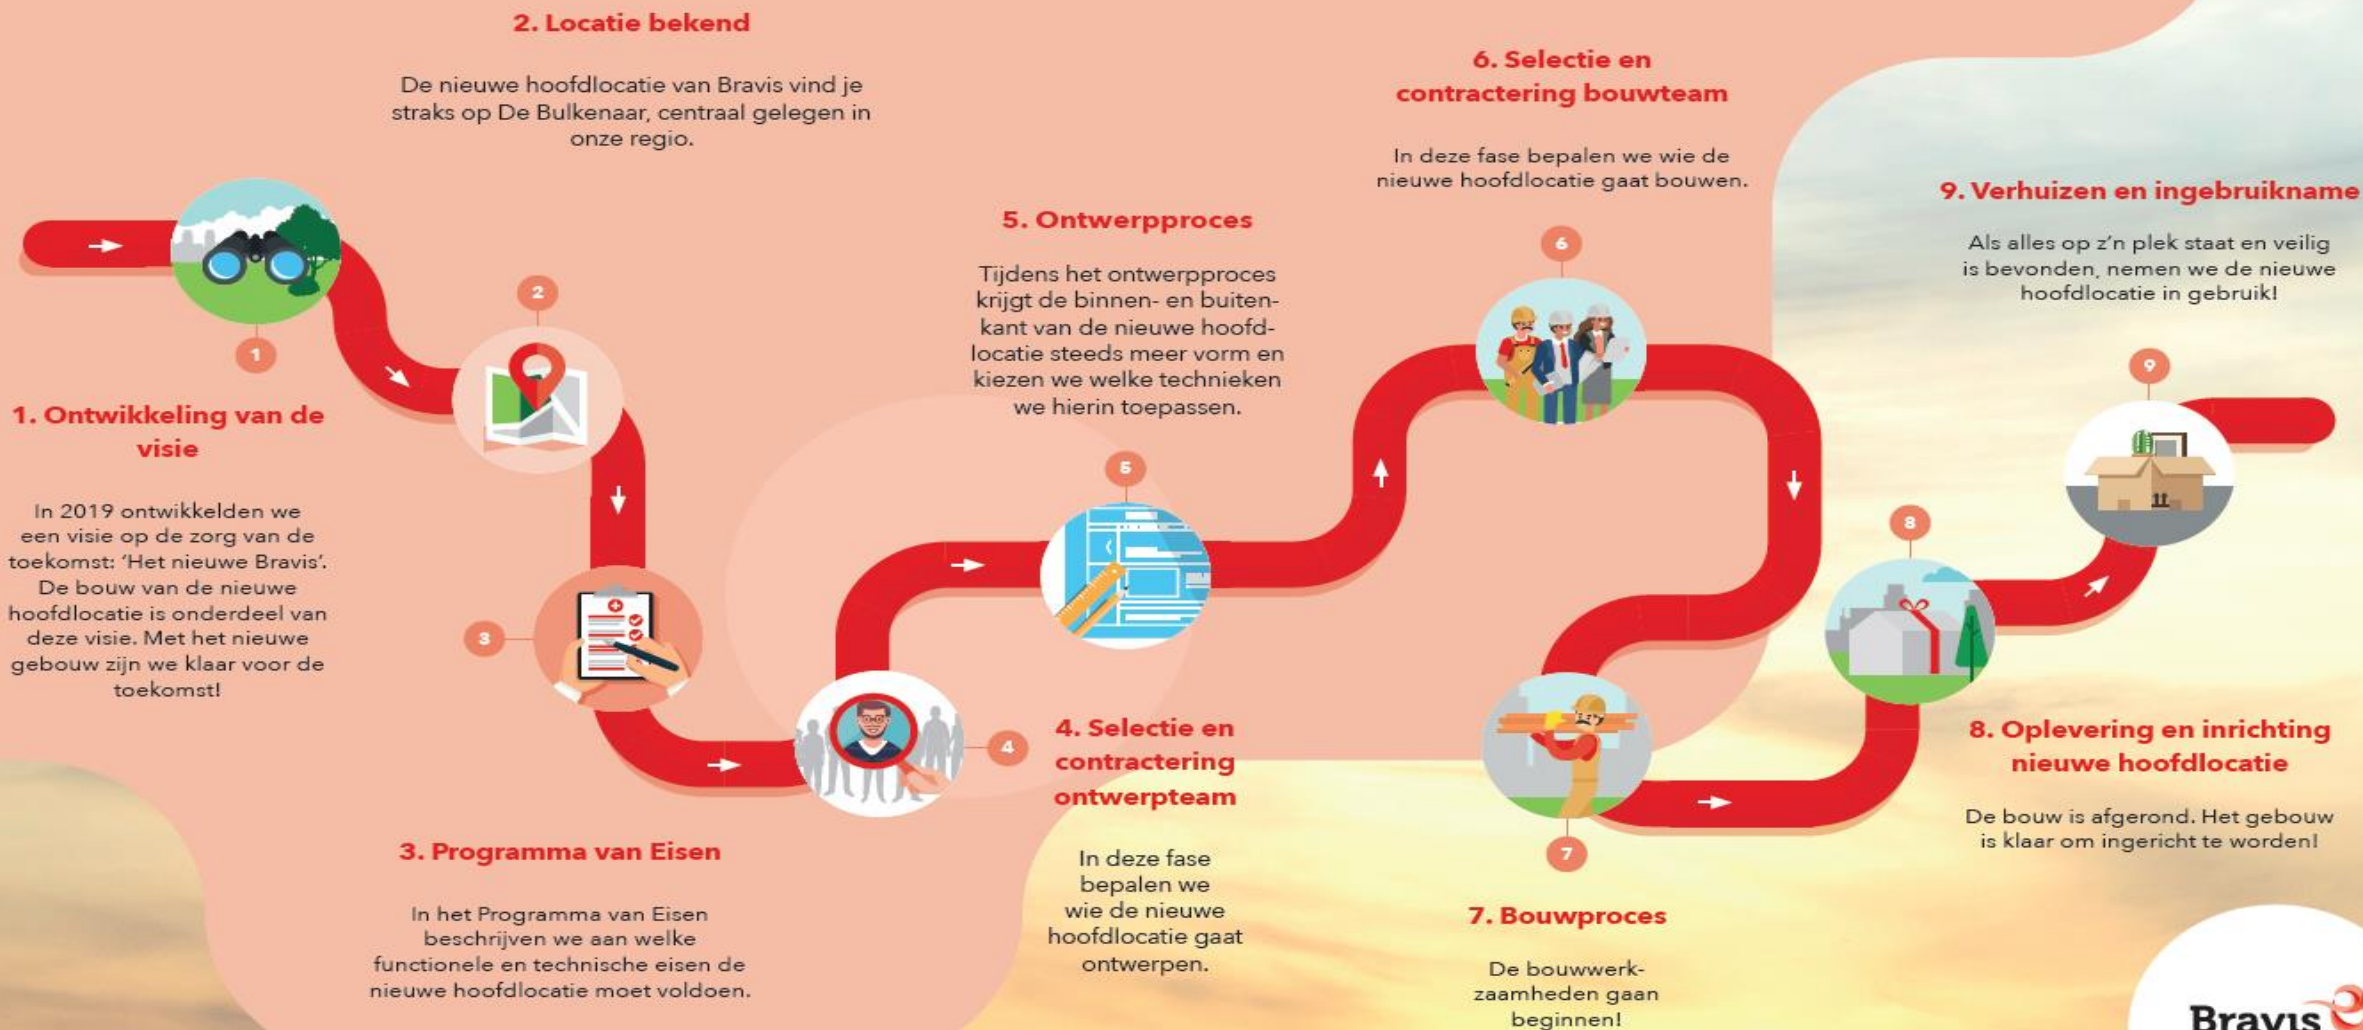 1
1. Ontwikkeling van de
visie
In 2019 ontwikkelden we
een visie op de zorg van de
toekomst: ‘Het nieuwe Bravis’.
De bouw van de nieuwe
hoofdlocatie is onderdeel van
deze visie. Met het nieuwe
gebouw zijn we klaar voor de
toekomst!
2. Locatie bekend
De nieuwe hoofdlocatie van Bravis vind je
straks op De Bulkenaar, centraal gelegen in
onze regio.
2
3
3. Programma van Eisen
In het Programma van Eisen
beschrijven we aan welke
functionele en technische eisen de
nieuwe hoofdlocatie moet voldoen.
4
4. Selectie en
contractering
ontwerpteam
In deze fase
bepalen we
wie de nieuwe
hoofdlocatie gaat
ontwerpen.
5. Ontwerpproces
Tijdens het ontwerpproces
krijgt de binnen- en buiten-
kant van de nieuwe hoofd-
locatie steeds meer vorm en
kiezen we welke technieken
we hierin toepassen.
5
6. Selectie en
contractering bouwteam
In deze fase bepalen we wie de
nieuwe hoofdlocatie gaat bouwen.
6
7
7. Bouwproces
De bouwwerk-
zaamheden gaan
beginnen!
8
8. Oplevering en inrichting
nieuwe hoofdlocatie
De bouw is afgerond. Het gebouw
is klaar om ingericht te worden!
9. Verhuizen en ingebruikname
Als alles op z’n plek staat en veilig
is bevonden, nemen we de nieuwe
hoofdlocatie in gebruik!
9
Bravis